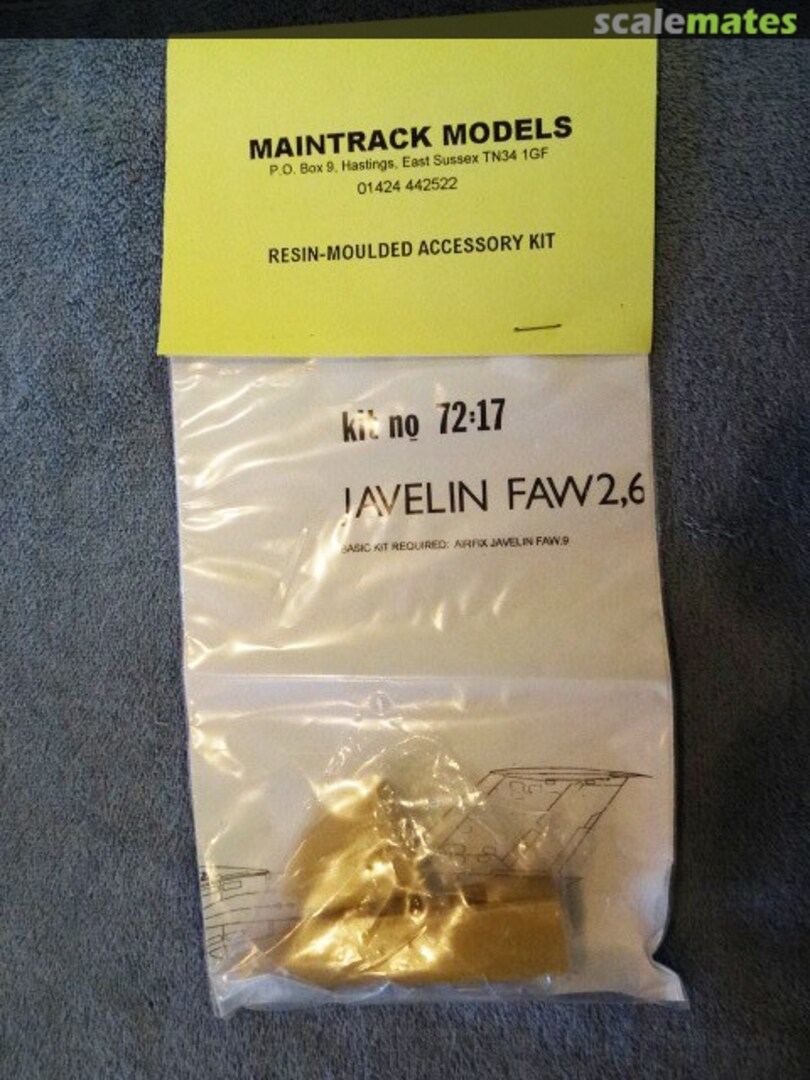 scalemates
MAINTRACK MODELS
P.O. Box 9, Hastings, East Sussex TN34 1GF
01424 442522
RESIN-MOULDED ACCESSORY KIT
kit no 72:17
JAVELIN FAW2,6
BASIC KIT REQUIRED: AIRFIX JAVELIN FAW.9